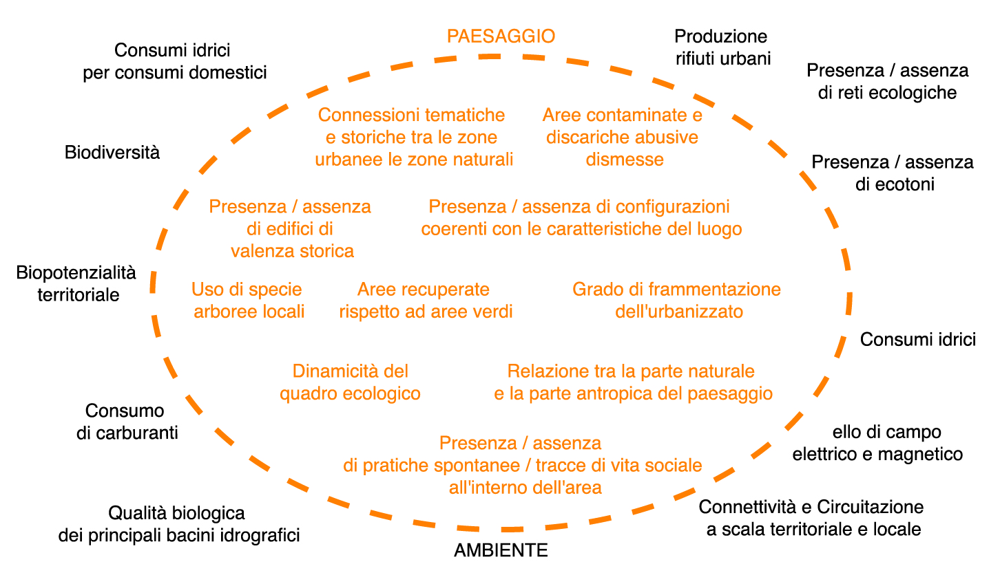 PAESAGGIO
Produzione
rifiuti urbani
Consumi idrici
per consumi domestici
Presenza / assenza
di reti ecologiche
Connessioni tematiche
e storiche tra le zone
urbanee le zone naturali
Aree contaminate e
discariche abusive
dismesse
Biodiversità
Presenza / assenza
di ecotoni
Presenza / assenza
di edifici di
valenza storica
Presenza / assenza di configurazioni
coerenti con le caratteristiche del luogo
Biopotenzialità
territoriale
Uso di specie
arboree locali
Aree recuperate
rispetto ad aree verdi
Grado di frammentazione
dell'urbanizzato
Consumi idrici
Dinamicità del
quadro ecologico
Relazione tra la parte naturale
e la parte antropica del paesaggio
Consumo
di carburanti
ello di campo
elettrico e magnetico
Presenza / assenza
di pratiche spontanee / tracce di vita sociale
all'interno dell'area
Qualità biologica
dei principali bacini idrografici
Connettività e Circuitazione
a scala territoriale e locale
AMBIENTE